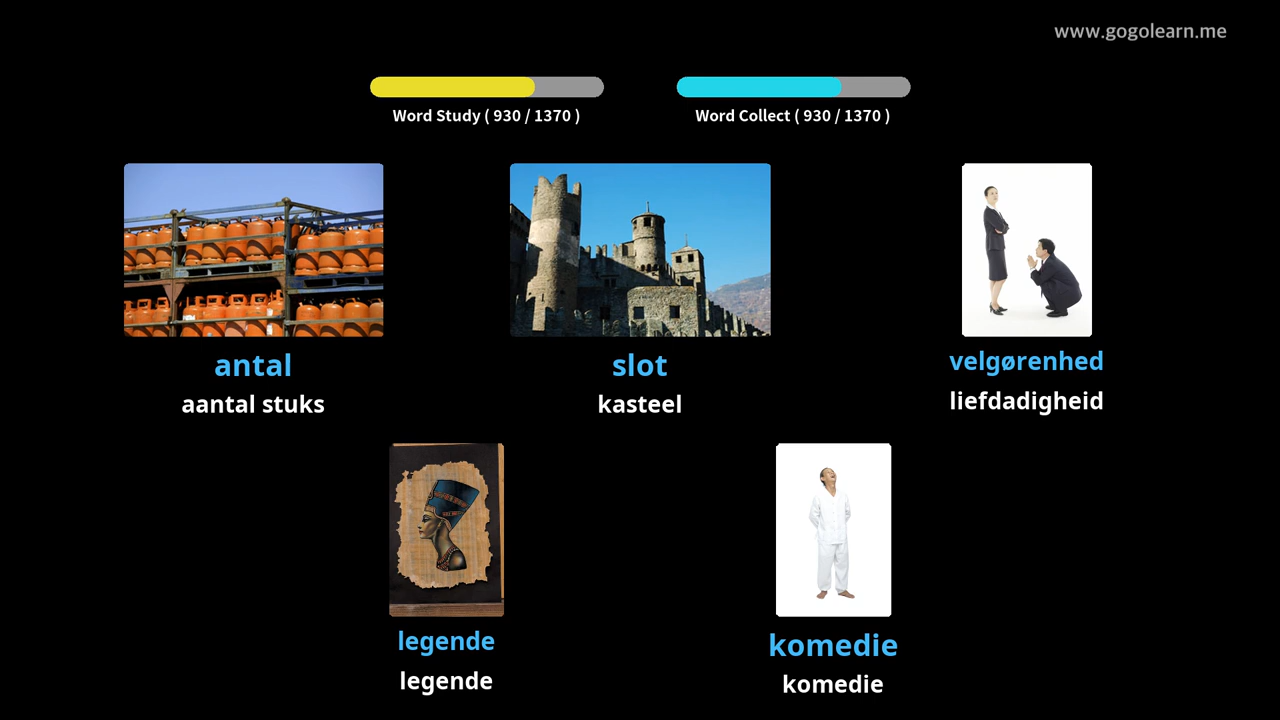 www.gogolearn.me
Word Study ( 930 / 1370 )
Word Collect ( 930 / 1370 )
antal
aantal stuks
slot
kasteel
velgørenhed
liefdadigheid
legende
legende
komedie
komedie